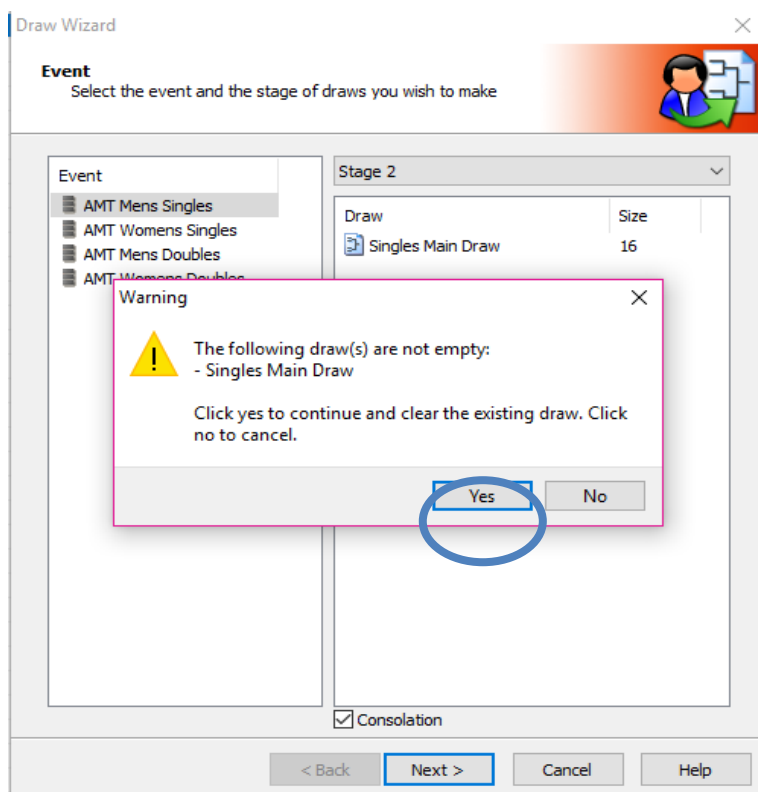 Draw Wizard
Event
Select the event and the stage of draws you wish to make
Event
AMT Mens Singles
AMT Womens Singles
AMT Mens Doubles
AMT Womens Doubles
Stage 2
Draw Size
Singles Main Draw 16
Warning
The following draw(s) are not empty:
- Singles Main Draw
Click yes to continue and clear the existing draw. Click
no to cancel.
Yes No
Consolation
< Back Next > Cancel Help